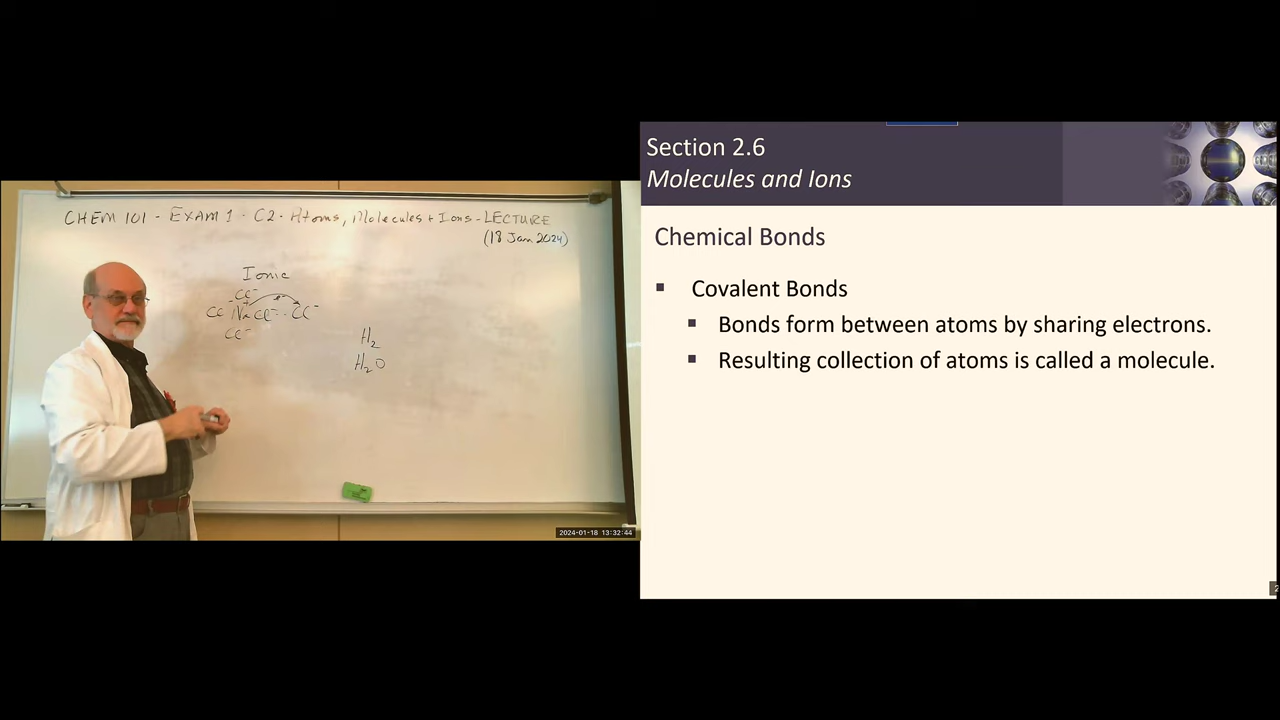 CHEM 101 - EXAM 1 - C2 - Atoms, Molecules + Ions - LECTURE
(18 Jan 2024)
Ionic
Cl⁻
Cl⁻ Na⁺ Cl⁻ Cl⁻
e⁻
Cl⁻
H₂
H₂O
2024-01-18 13:32:44
Section 2.6
Molecules and Ions
Chemical Bonds
▪ Covalent Bonds
▪ Bonds form between atoms by sharing electrons.
▪ Resulting collection of atoms is called a molecule.